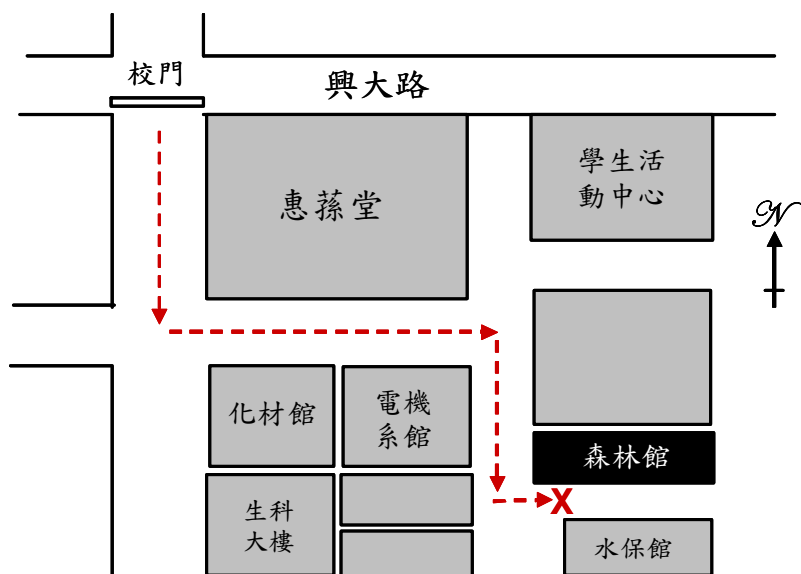 校門
興大路
惠蓀堂
學生活
動中心
N
化材館
電機
系館
森林館
X
生科
大樓
水保館